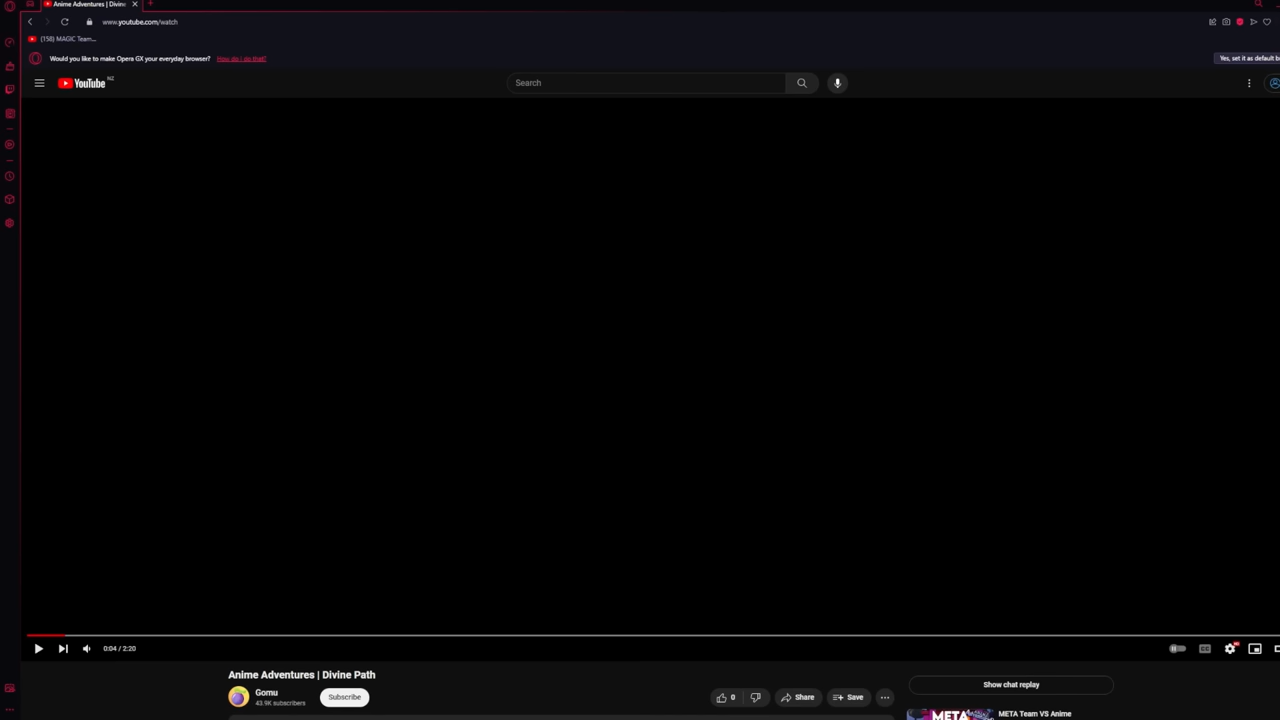 Anime Adventures | Divine
www.youtube.com/watch
(158) MAGIC Team...
Would you like to make Opera GX your everyday browser? How do I do that?
Yes, set it as default b
YouTube NZ
Search
0:04 / 2:20
CC
Anime Adventures | Divine Path
Gomu
43.9K subscribers
Subscribe
0
Share
Save
Show chat replay
META
META Team VS Anime